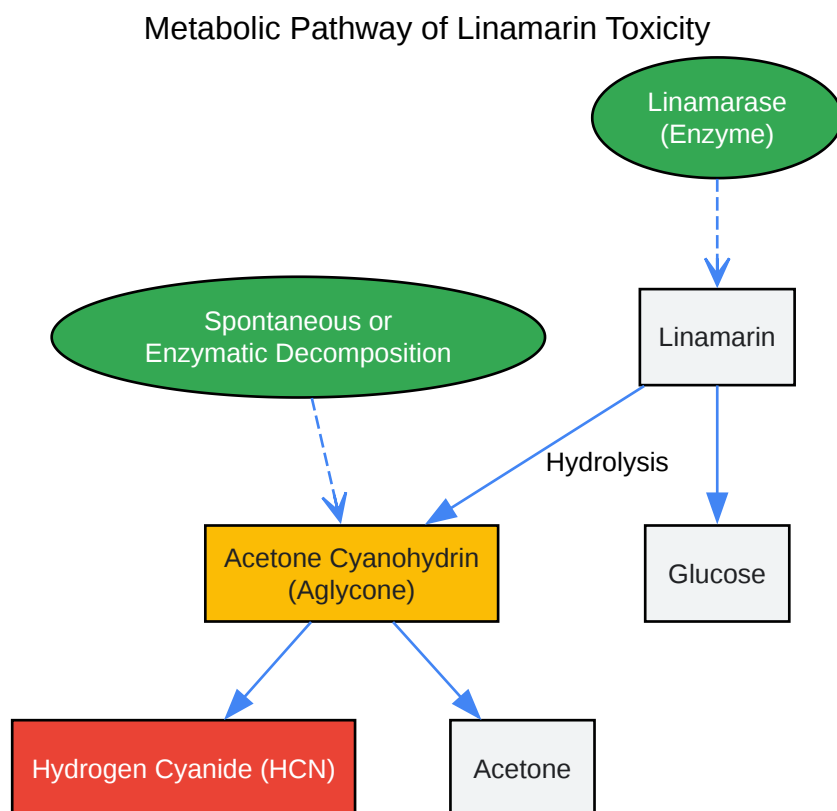 Metabolic Pathway of Linamarin Toxicity
Linamarase
(Enzyme)
Spontaneous or
Enzymatic Decomposition
Linamarin
Hydrolysis
Acetone Cyanohydrin
(Aglycone)
Glucose
Hydrogen Cyanide (HCN)
Acetone